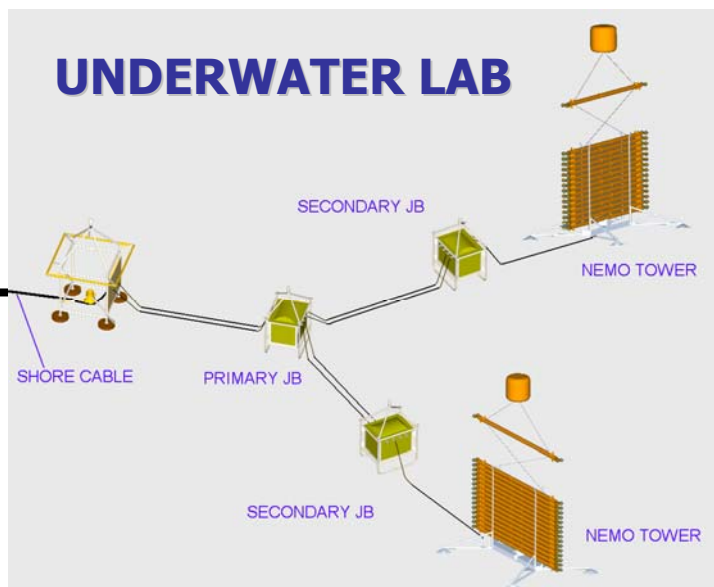 UNDERWATER LAB
SECONDARY JB
NEMO TOWER
SHORE CABLE
PRIMARY JB
SECONDARY JB
NEMO TOWER